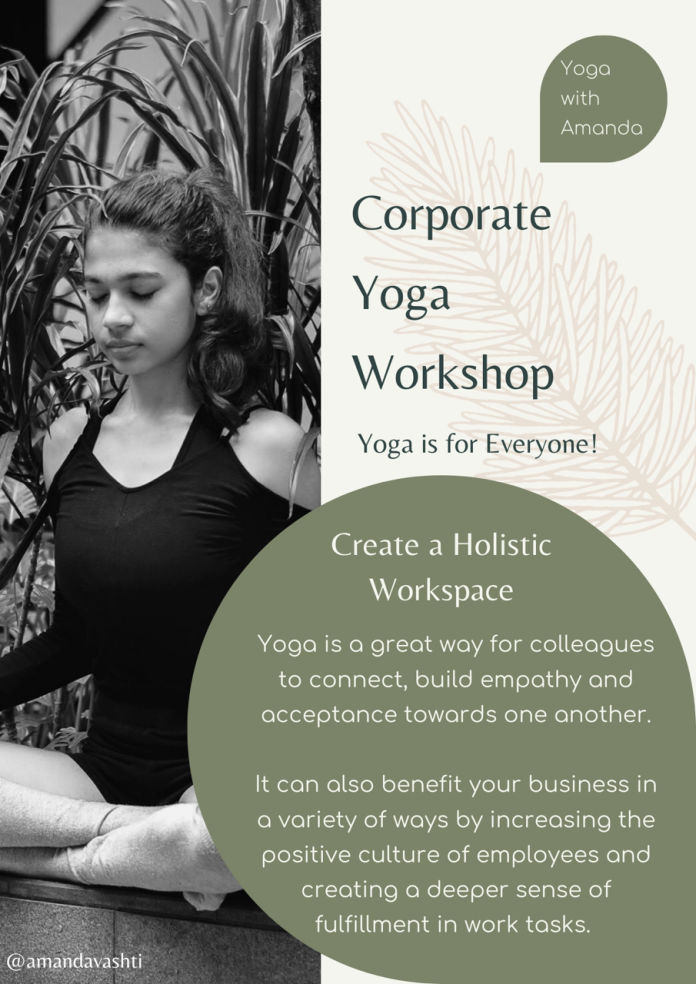 Yoga
with
Amanda
Corporate
Yoga
Workshop
Yoga is for Everyone!
Create a Holistic
Workspace
Yoga is a great way for colleagues
to connect, build empathy and
acceptance towards one another.
It can also benefit your business in
a variety of ways by increasing the
positive culture of employees and
creating a deeper sense of
fulfillment in work tasks.
@amandavashti